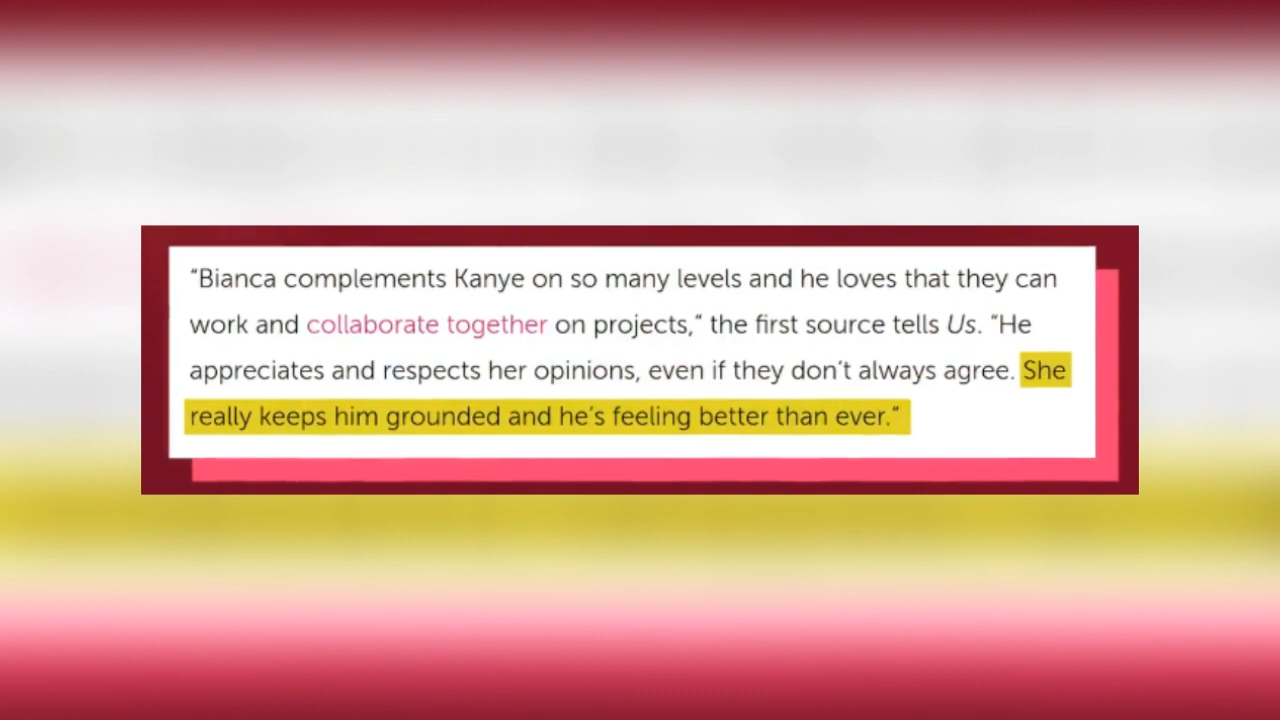 “Bianca complements Kanye on so many levels and he loves that they can
work and collaborate together on projects,” the first source tells Us. “He
appreciates and respects her opinions, even if they don’t always agree. She
really keeps him grounded and he’s feeling better than ever.”